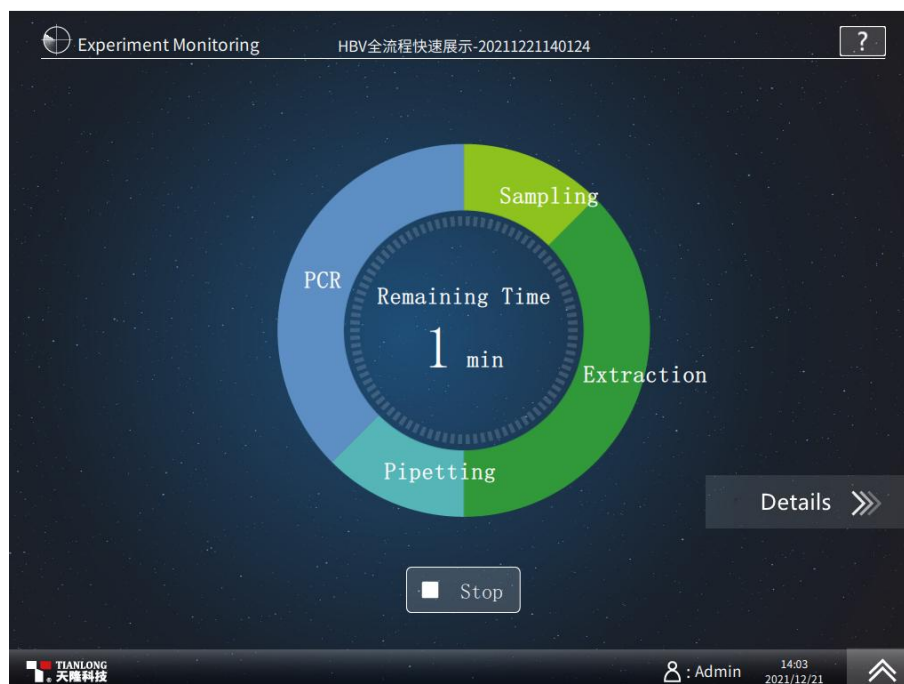 Experiment Monitoring
HBV全流程快速展示-20211221140124
?
Sampling
PCR
Remaining Time
1 min
Extraction
Pipetting
Details
Stop
TIANLONG
天隆科技
: Admin
14:03
2021/12/21